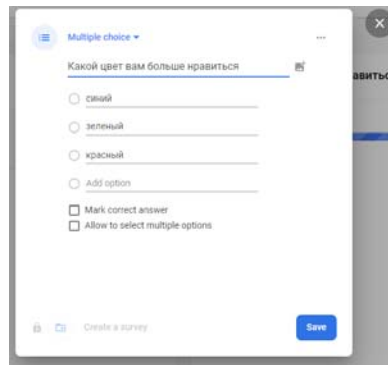 Multiple choice
Какой цвет вам больше нравиться
авитьс
синий
зеленый
красный
Add option
Mark correct answer
Allow to select multiple options
Create a survey
Save